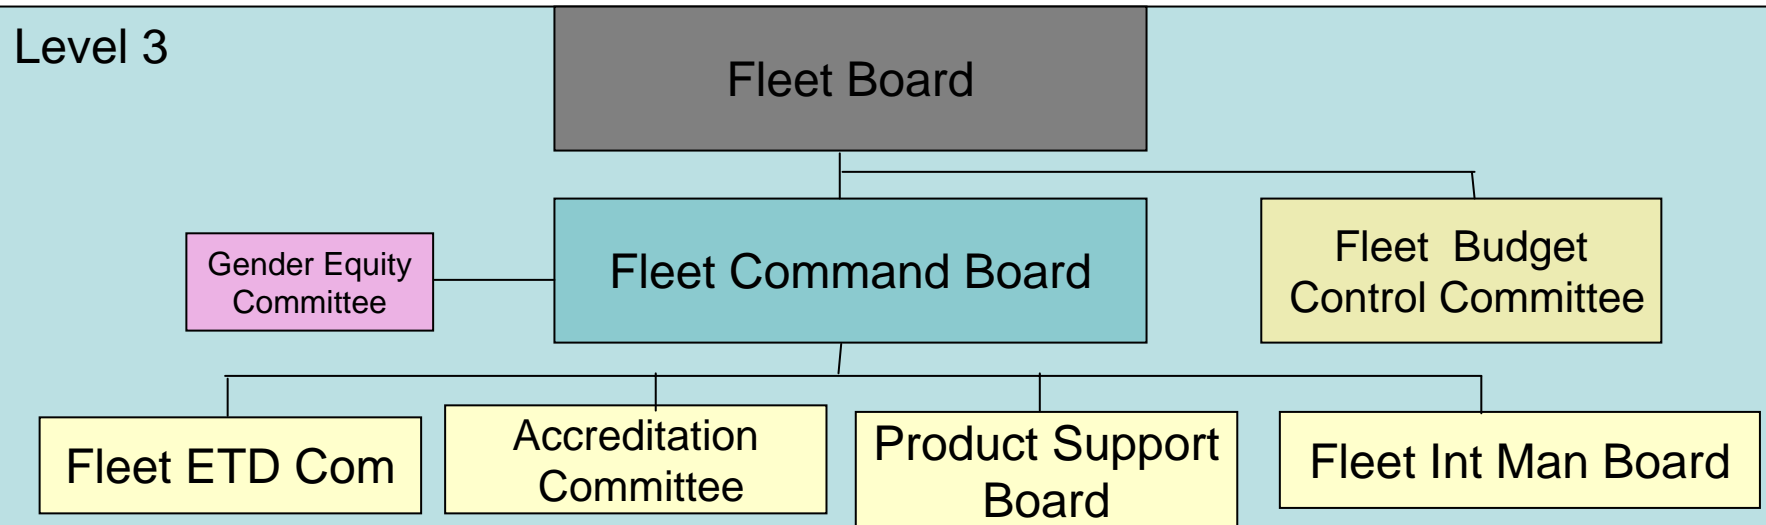 Level 3
Fleet Board
Gender Equity
Committee
Fleet Command Board
Fleet  Budget
Control Committee
Fleet ETD Com
Accreditation
Committee
Product Support
Board
Fleet Int Man Board